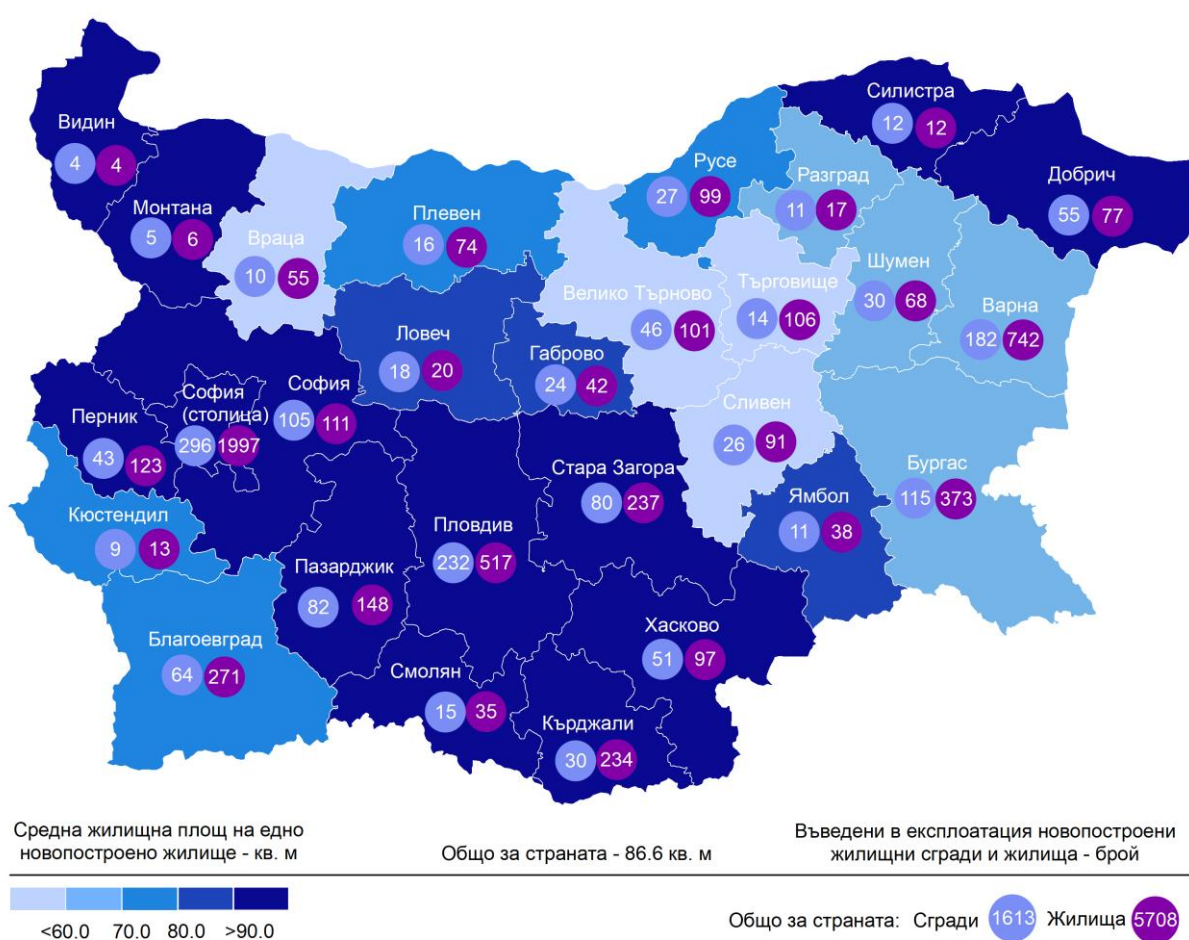 Силистра
12 12
Видин
4 4
Русе
27 99
Разград
11 17
Добрич
55 77
Монтана
5 6
Плевен
16 74
Враца
10 55
Шумен
30 68
Търговище
14 106
Велико Търново
46 101
Варна
182 742
Ловеч
18 20
Габрово
24 42
София
105 111
София
(столица)
296 1997
Перник
43 123
Сливен
26 91
Стара Загора
80 237
Бургас
115 373
Ямбол
11 38
Кюстендил
9 13
Пловдив
232 517
Пазарджик
82 148
Хасково
51 97
Благоевград
64 271
Смолян
15 35
Кърджали
30 234
Средна жилищна площ на едно
новопостроено жилище - кв. м
Общо за страната - 86.6 кв. м
Въведени в експлоатация новопостроени
жилищни сгради и жилища - брой
<60.0 70.0 80.0 >90.0
Общо за страната: Сгради 1613 Жилища 5708